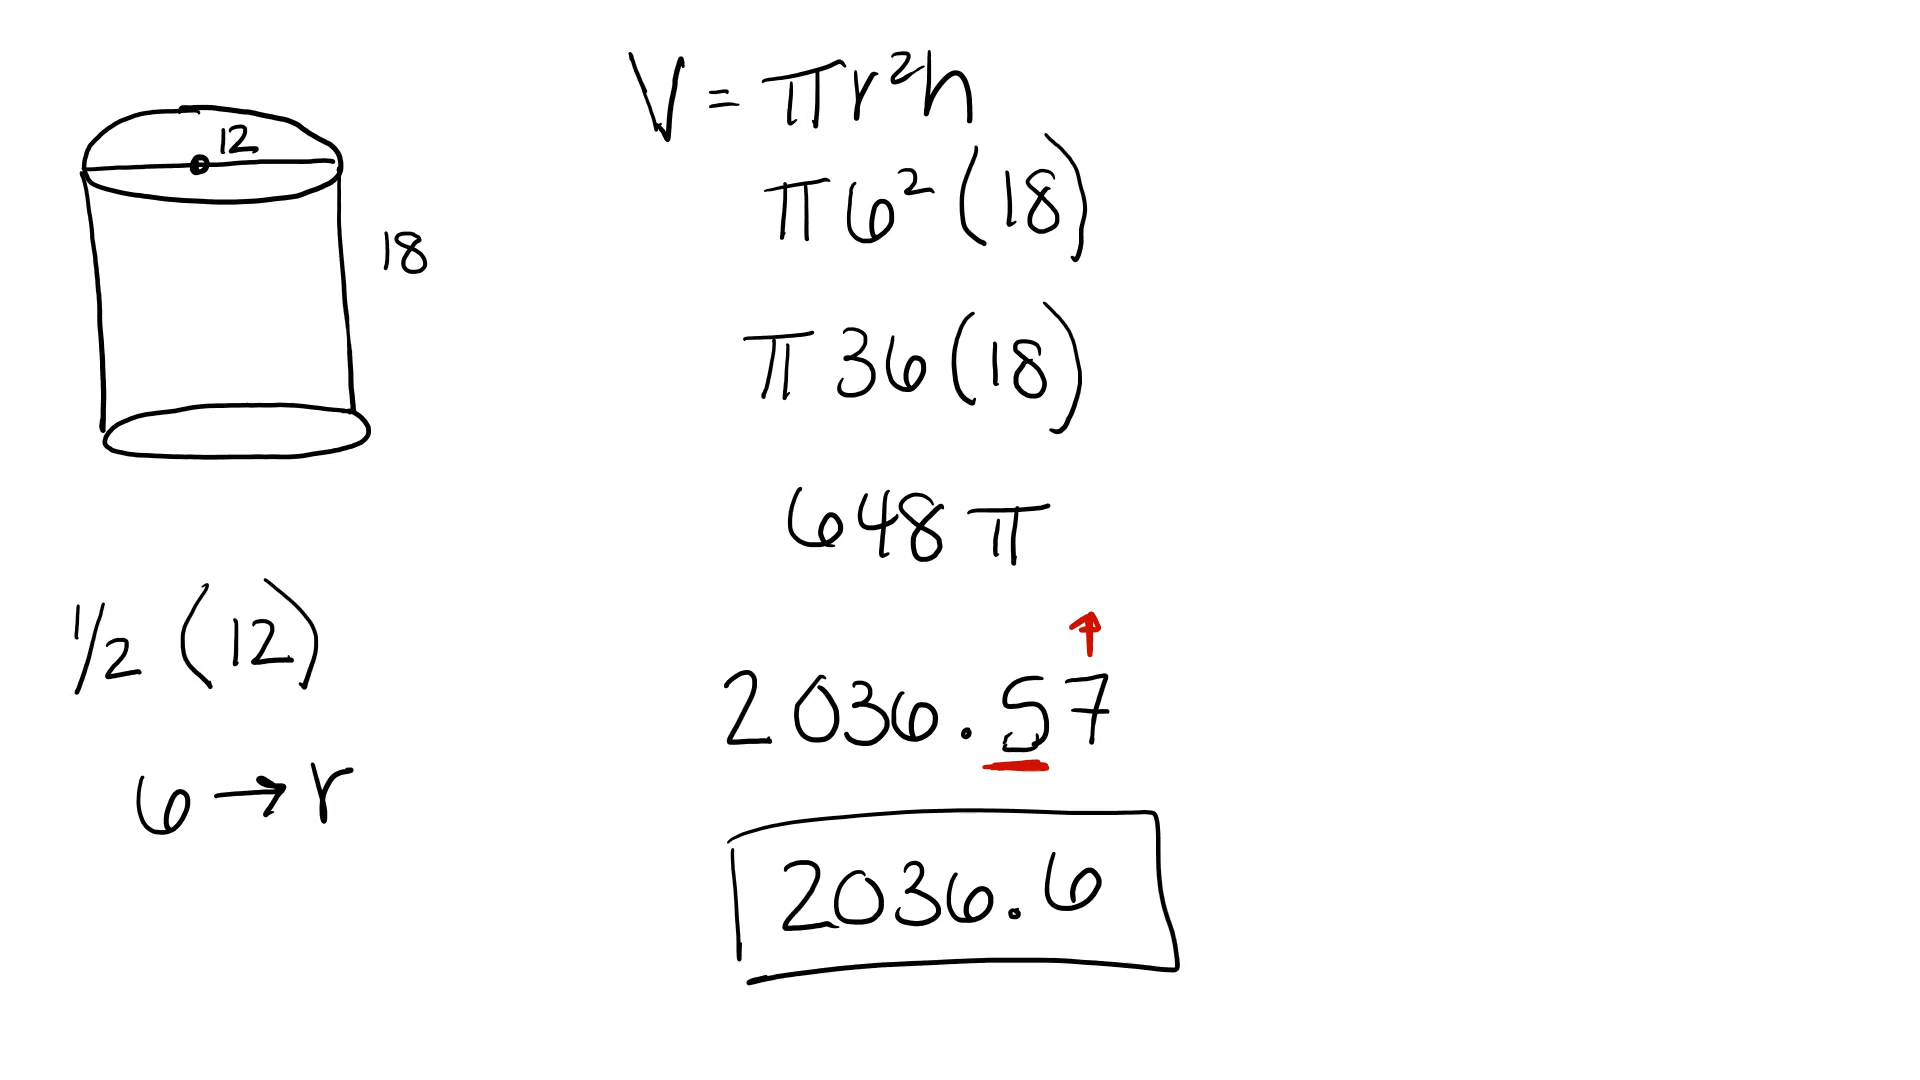 12
18
1/2 (12)
6 → r
V = πr²h
π6²(18)
π36(18)
648π
2036.57
2036.6